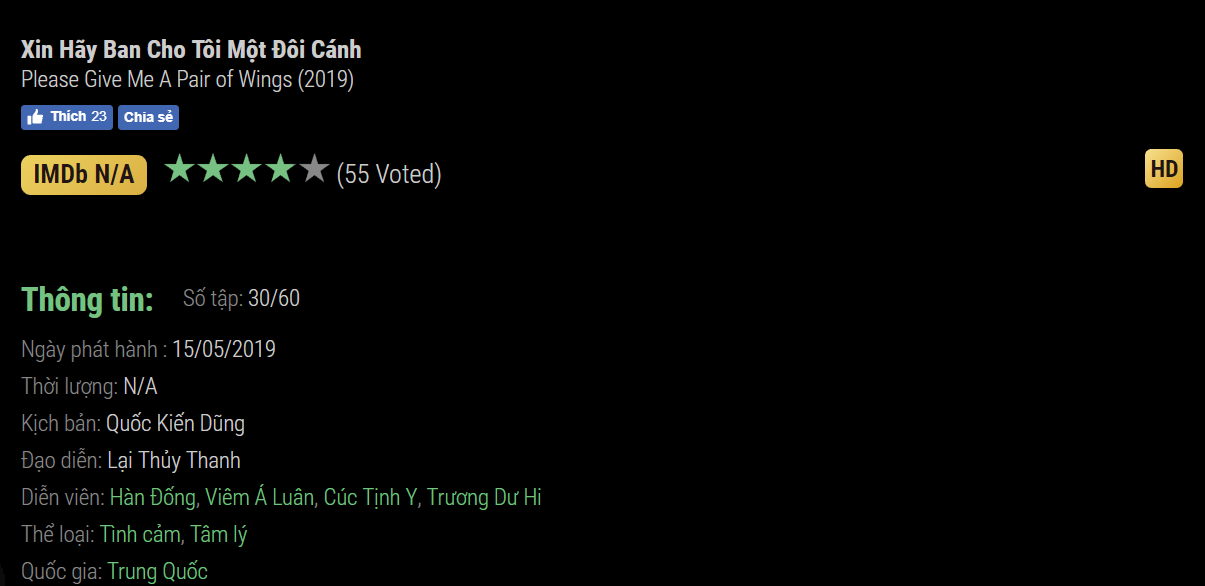 Xin Hãy Ban Cho Tôi Một Đôi Cánh
Please Give Me A Pair of Wings (2019)
Thích 23 Chia sẻ
IMDb N/A (55 Voted) HD
Thông tin: Số tập: 30/60
Ngày phát hành : 15/05/2019
Thời lượng: N/A
Kịch bản: Quốc Kiến Dũng
Đạo diễn: Lại Thủy Thanh
Diễn viên: Hàn Đống, Viêm Á Luân, Cúc Tịnh Y, Trương Dư Hi
Thể loại: Tình cảm, Tâm lý
Quốc gia: Trung Quốc